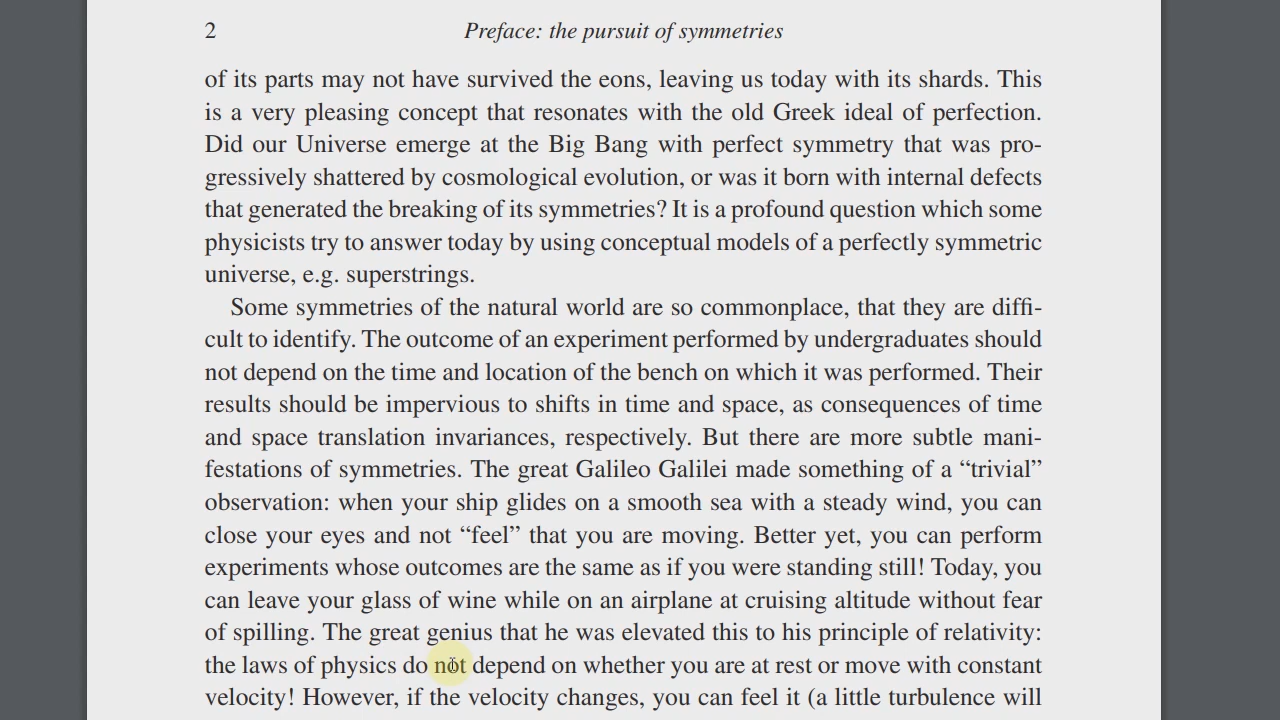 2 Preface: the pursuit of symmetries
of its parts may not have survived the eons, leaving us today with its shards. This
is a very pleasing concept that resonates with the old Greek ideal of perfection.
Did our Universe emerge at the Big Bang with perfect symmetry that was pro-
gressively shattered by cosmological evolution, or was it born with internal defects
that generated the breaking of its symmetries? It is a profound question which some
physicists try to answer today by using conceptual models of a perfectly symmetric
universe, e.g. superstrings.
Some symmetries of the natural world are so commonplace, that they are diffi-
cult to identify. The outcome of an experiment performed by undergraduates should
not depend on the time and location of the bench on which it was performed. Their
results should be impervious to shifts in time and space, as consequences of time
and space translation invariances, respectively. But there are more subtle mani-
festations of symmetries. The great Galileo Galilei made something of a “trivial”
observation: when your ship glides on a smooth sea with a steady wind, you can
close your eyes and not “feel” that you are moving. Better yet, you can perform
experiments whose outcomes are the same as if you were standing still! Today, you
can leave your glass of wine while on an airplane at cruising altitude without fear
of spilling. The great genius that he was elevated this to his principle of relativity:
the laws of physics do not depend on whether you are at rest or move with constant
velocity! However, if the velocity changes, you can feel it (a little turbulence will